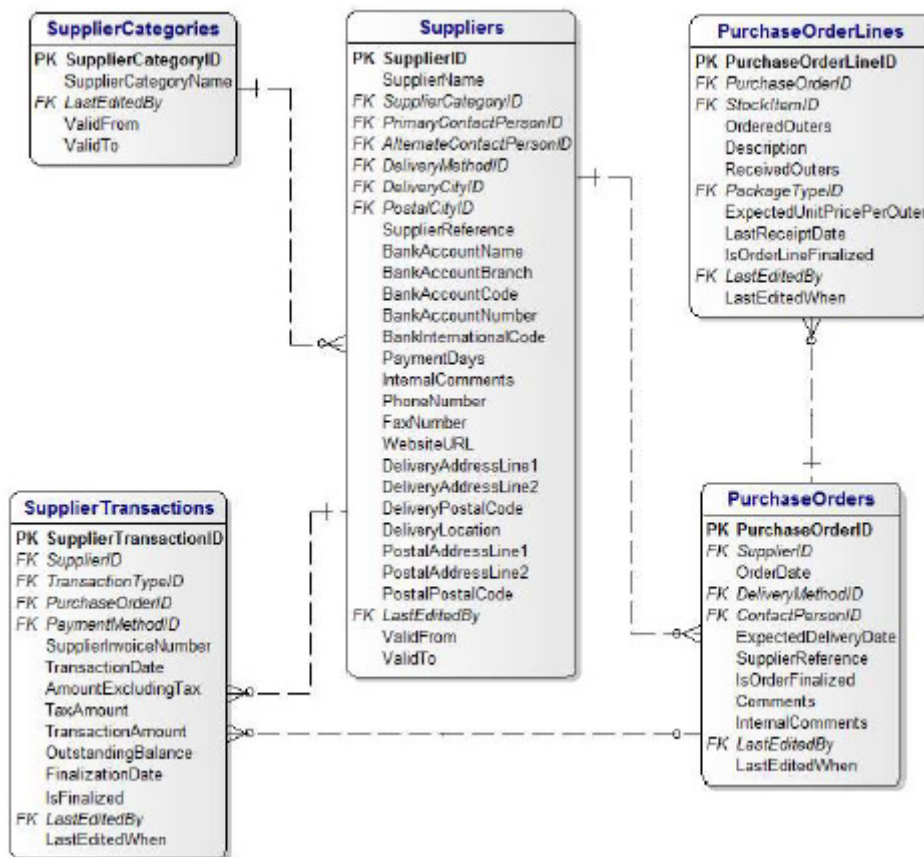 SupplierCategories
PK SupplierCategoryID
SupplierCategoryName
FK LastEditedBy
ValidFrom
ValidTo
Suppliers
PK SupplierID
SupplierName
FK SupplierCategoryID
FK PrimaryContactPersonID
FK AlternateContactPersonID
FK DeliveryMethodID
FK DeliveryCityID
FK PostalCityID
SupplierReference
BankAccountName
BankAccountBranch
BankAccountCode
BankAccountNumber
BankInternationalCode
PaymentDays
InternalComments
PhoneNumber
FaxNumber
WebsiteURL
DeliveryAddressLine1
DeliveryAddressLine2
DeliveryPostalCode
DeliveryLocation
PostalAddressLine1
PostalAddressLine2
PostalPostalCode
FK LastEditedBy
ValidFrom
ValidTo
PurchaseOrderLines
PK PurchaseOrderLineID
FK PurchaseOrderID
FK StockItemID
OrderedOuters
Description
ReceivedOuters
FK PackageTypeID
ExpectedUnitPricePerOuter
LastReceiptDate
IsOrderLineFinalized
FK LastEditedBy
LastEditedWhen
SupplierTransactions
PK SupplierTransactionID
FK SupplierID
FK TransactionTypeID
FK PurchaseOrderID
FK PaymentMethodID
SupplierInvoiceNumber
TransactionDate
AmountExcludingTax
TaxAmount
TransactionAmount
OutstandingBalance
FinalizationDate
IsFinalized
FK LastEditedBy
LastEditedWhen
PurchaseOrders
PK PurchaseOrderID
FK SupplierID
OrderDate
FK DeliveryMethodID
FK ContactPersonID
ExpectedDeliveryDate
SupplierReference
IsOrderFinalized
Comments
InternalComments
FK LastEditedBy
LastEditedWhen